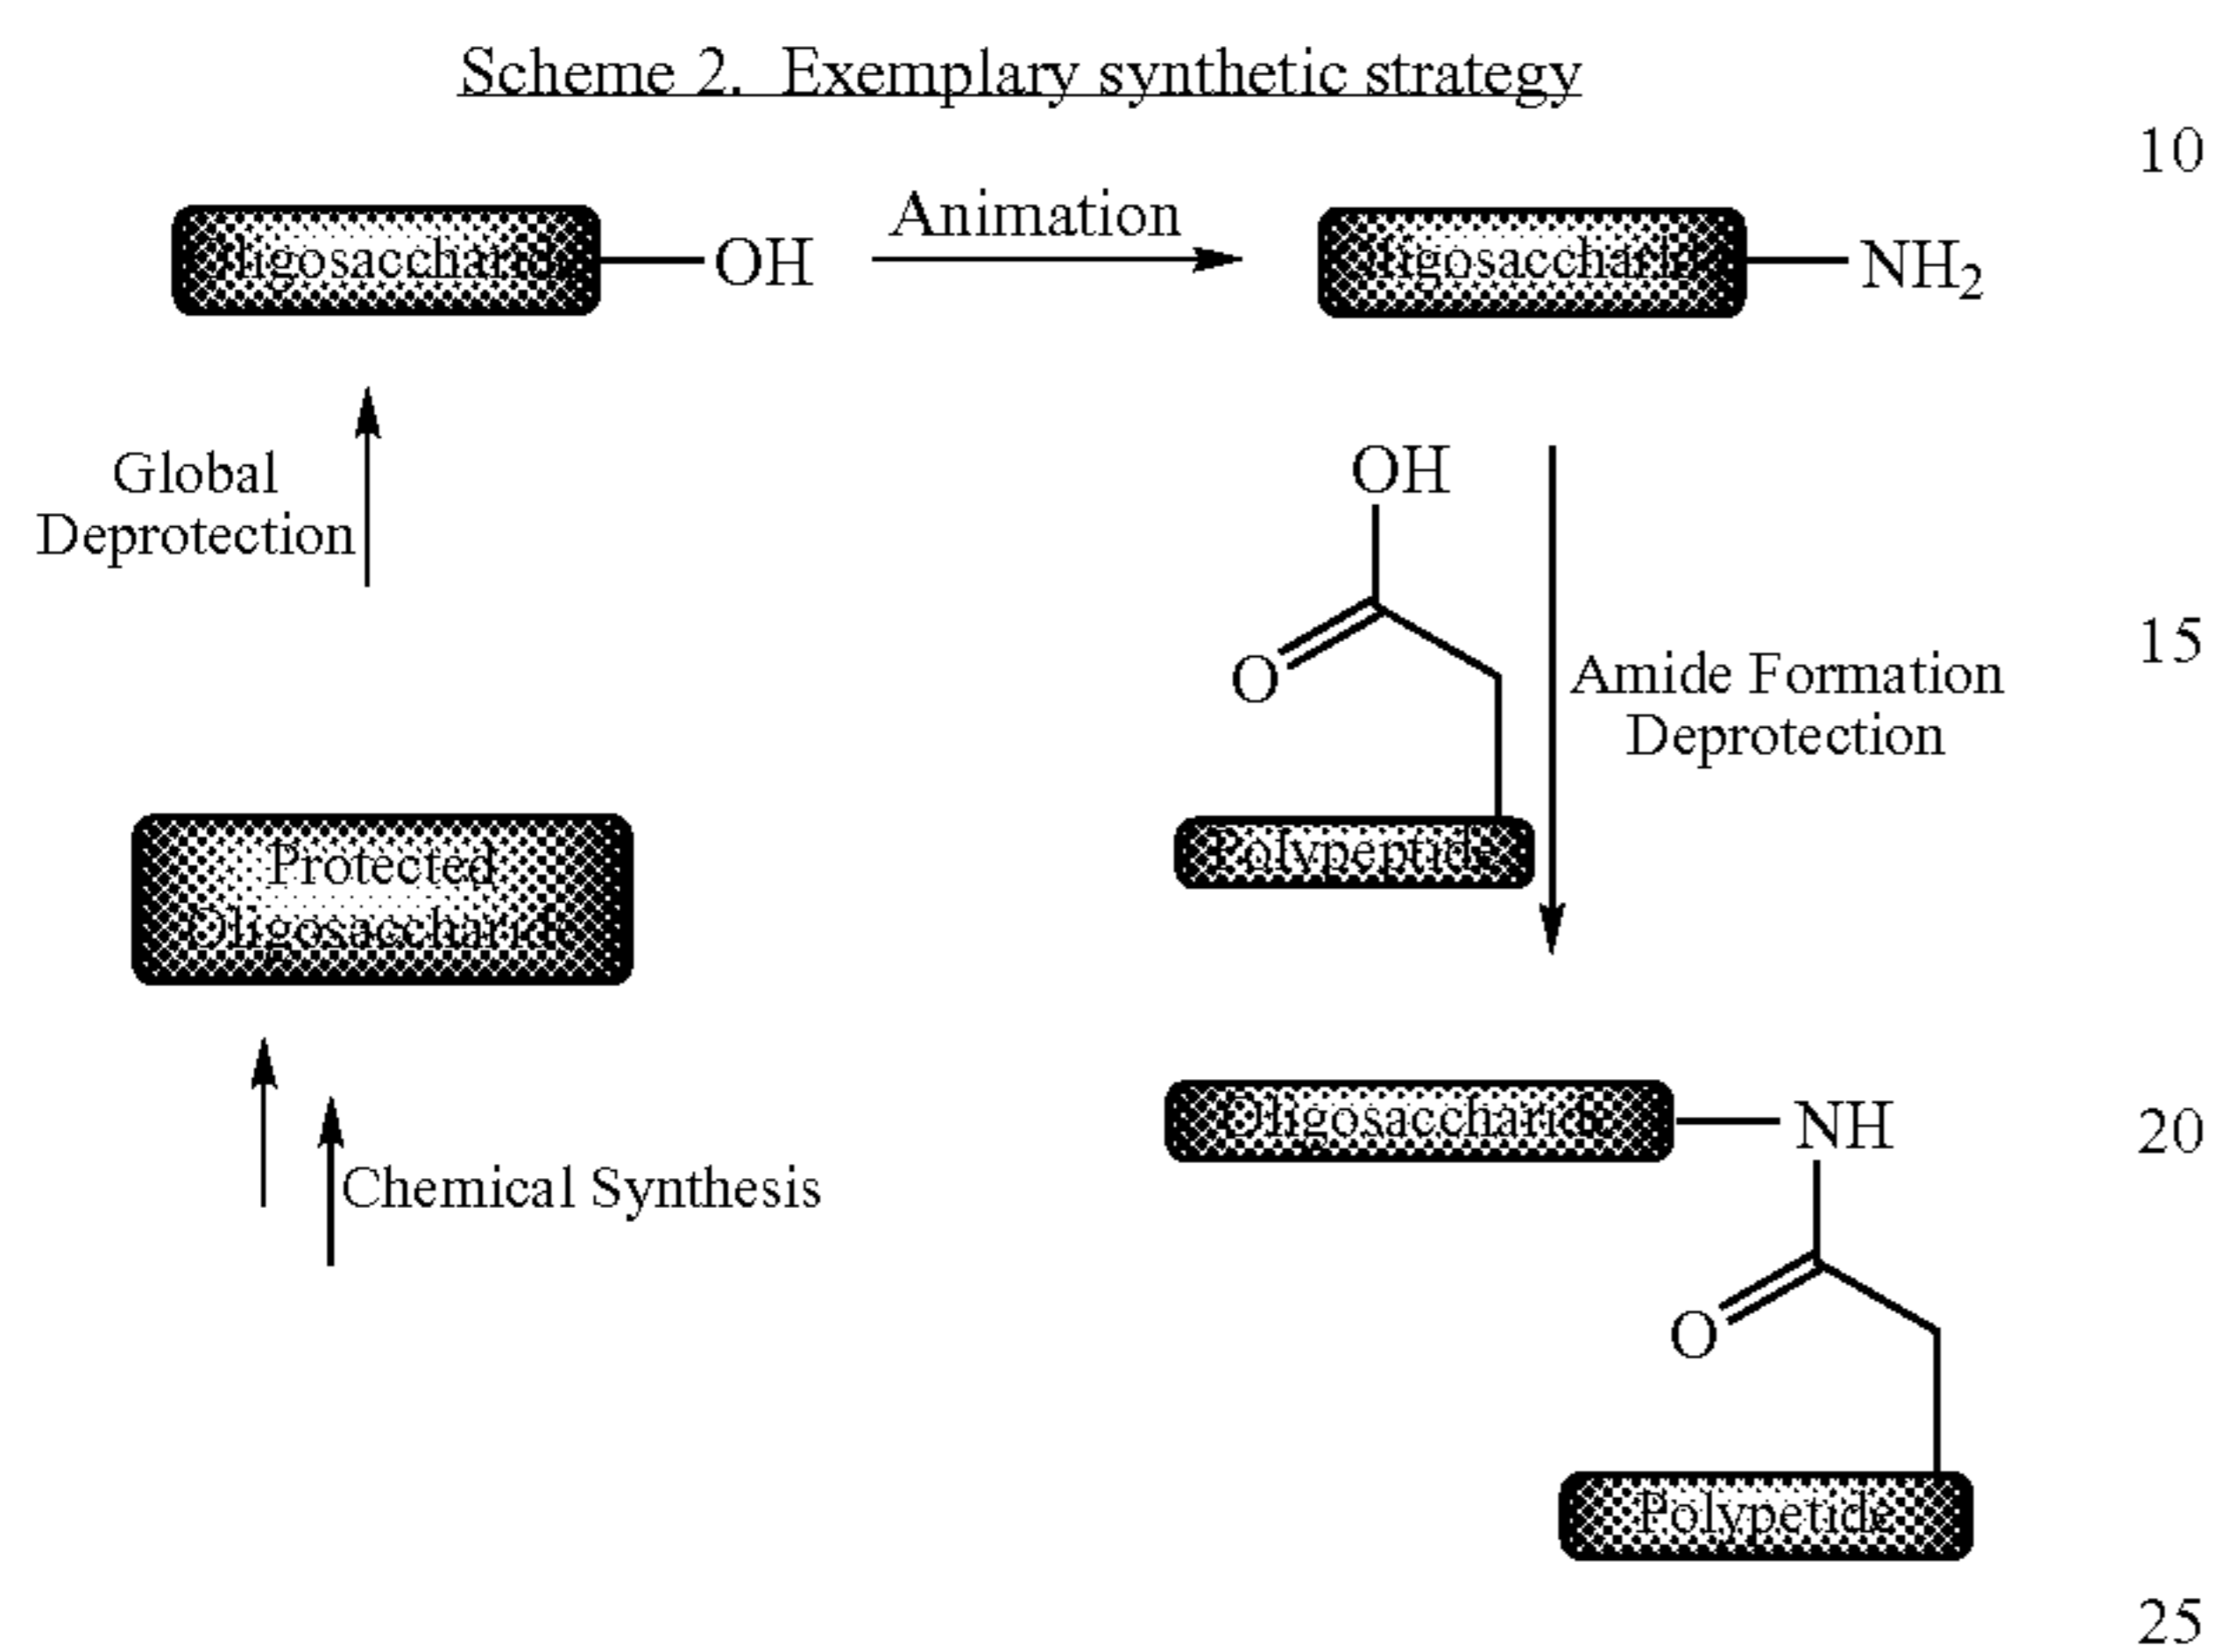 Scheme 2. Exemplary synthetic strategy
10
Oligosaccharide
OH
Animation
Oligosaccharide
NH2
Global
Deprotection
OH
O
15
Amide Formation
Deprotection
Polypeptide
Protected
Oligosaccharide
Oligosaccharide
NH
20
Chemical Synthesis
O
Polypetide
25